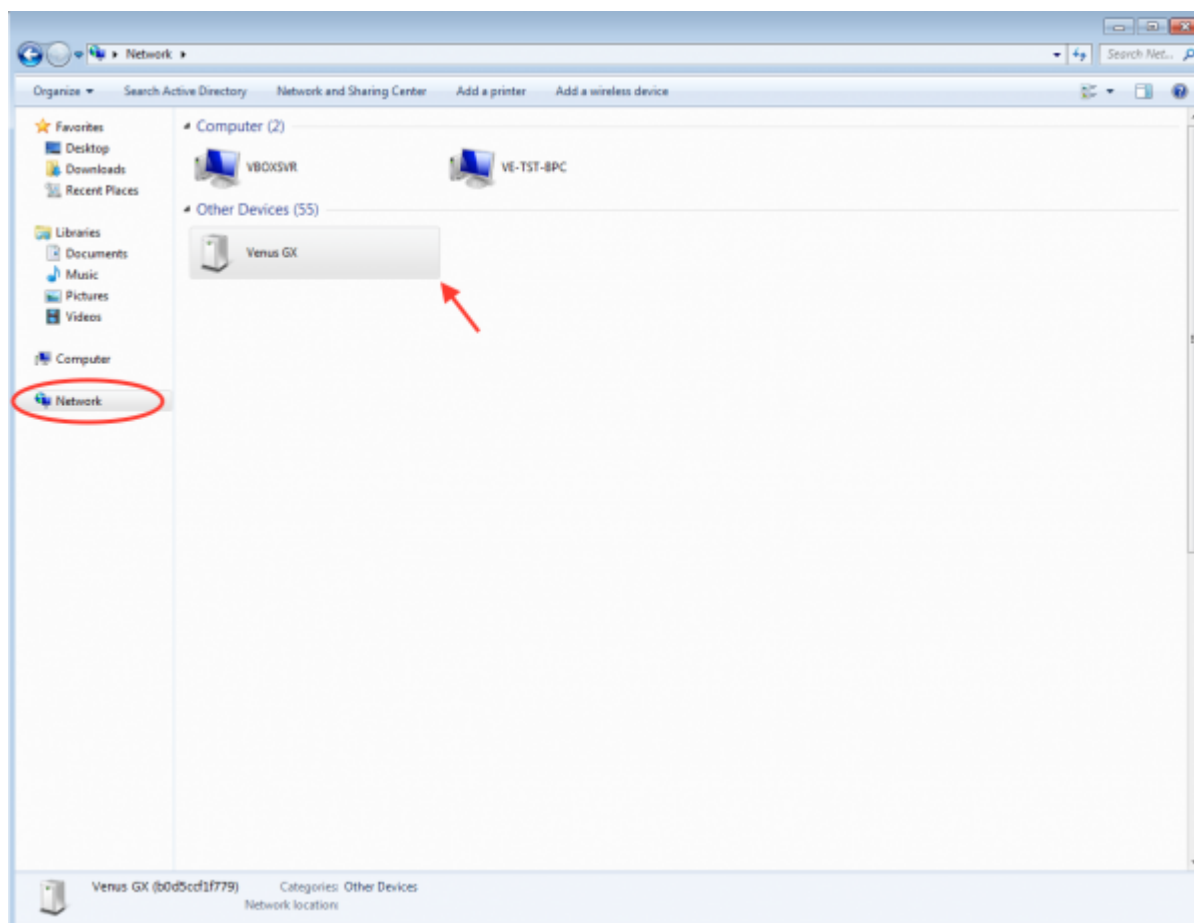 Network
Search Net...
Organize
Search Active Directory
Network and Sharing Center
Add a printer
Add a wireless device
Favorites
Desktop
Downloads
Recent Places
Libraries
Documents
Music
Pictures
Videos
Computer
Network
Computer (2)
VBOXSVR
VE-TST-8PC
Other Devices (55)
Venus GX
Venus GX (b0d5ccf1f779)
Categories: Other Devices
Network location: